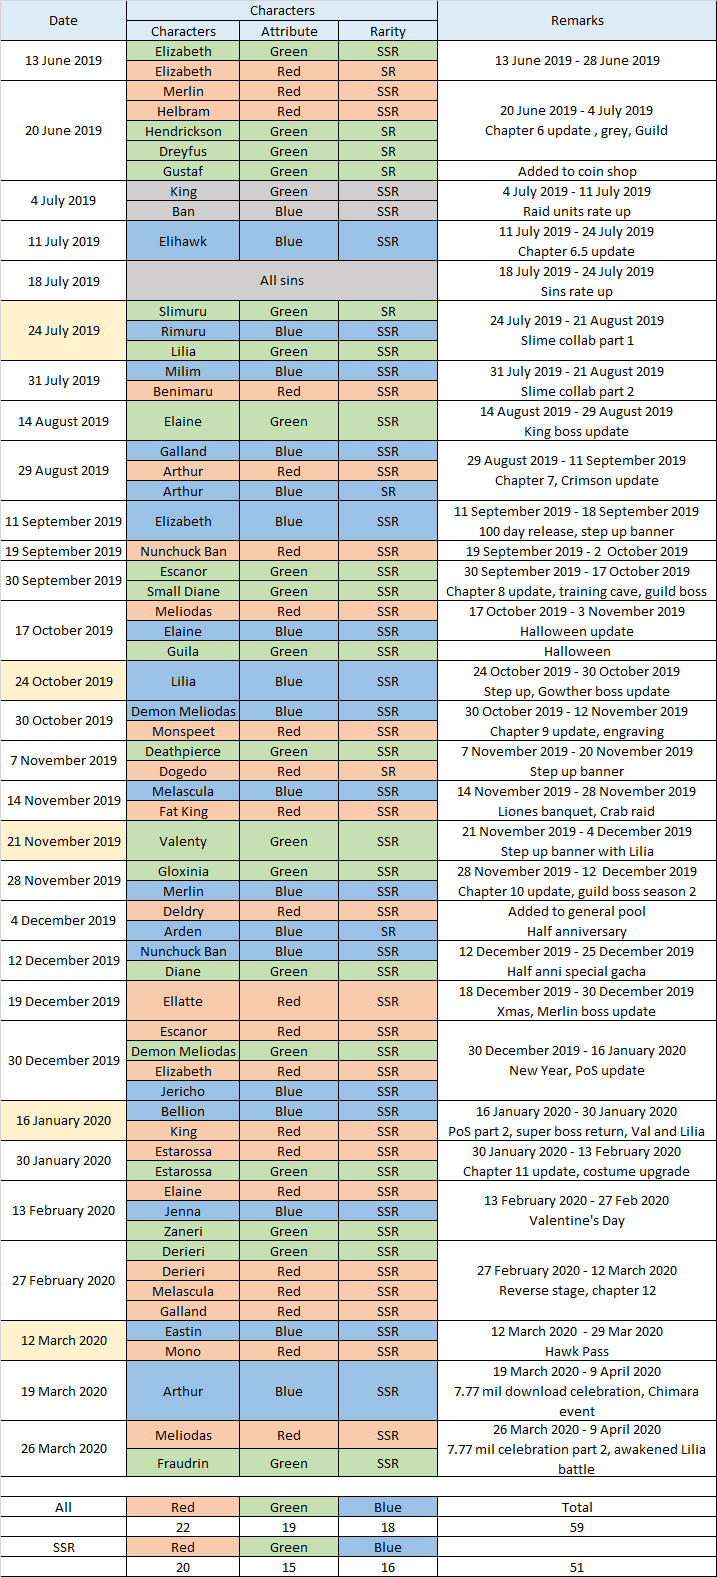 Date Characters Remarks
Characters Attribute Rarity
13 June 2019 Elizabeth Green SSR 13 June 2019 - 28 June 2019
Elizabeth Red SR
20 June 2019 Merlin Red SSR 20 June 2019 - 4 July 2019
Helbram Red SSR Chapter 6 update , grey, Guild
Hendrickson Green SR
Dreyfus Green SR
Gustaf Green SR Added to coin shop
4 July 2019 King Green SSR 4 July 2019 - 11 July 2019
Ban Blue SSR Raid units rate up
11 July 2019 Elihawk Blue SSR 11 July 2019 - 24 July 2019
Chapter 6.5 update
18 July 2019 All sins 18 July 2019 - 24 July 2019
Sins rate up
24 July 2019 Slimuru Green SR 24 July 2019 - 21 August 2019
Rimuru Blue SSR Slime collab part 1
Lilia Green SSR
31 July 2019 Milim Blue SSR 31 July 2019 - 21 August 2019
Benimaru Red SSR Slime collab part 2
14 August 2019 Elaine Green SSR 14 August 2019 - 29 August 2019
King boss update
29 August 2019 Galland Blue SSR 29 August 2019 - 11 September 2019
Arthur Red SSR Chapter 7, Crimson update
Arthur Blue SR
11 September 2019 Elizabeth Blue SSR 11 September 2019 - 18 September 2019
100 day release, step up banner
19 September 2019 Nunchuck Ban Red SSR 19 September 2019 - 2 October 2019
30 September 2019 Escanor Green SSR 30 September 2019 - 17 October 2019
Small Diane Green SSR Chapter 8 update, training cave, guild boss
17 October 2019 Meliodas Red SSR 17 October 2019 - 3 November 2019
Elaine Blue SSR Halloween update
Guila Green SSR Halloween
24 October 2019 Lilia Blue SSR 24 October 2019 - 30 October 2019
Step up, Gowther boss update
30 October 2019 Demon Meliodas Blue SSR 30 October 2019 - 12 November 2019
Monspeet Red SSR Chapter 9 update, engraving
7 November 2019 Deathpierce Green SSR 7 November 2019 - 20 November 2019
Dogedo Red SR Step up banner
14 November 2019 Melascula Blue SSR 14 November 2019 - 28 November 2019
Fat King Red SSR Liones banquet, Crab raid
21 November 2019 Valenty Green SSR 21 November 2019 - 4 December 2019
Step up banner with Lilia
28 November 2019 Gloxinia Green SSR 28 November 2019 - 12 December 2019
Merlin Blue SSR Chapter 10 update, guild boss season 2
4 December 2019 Deldry Red SSR Added to general pool
Arden Blue SR Half anniversary
12 December 2019 Nunchuck Ban Blue SSR 12 December 2019 - 25 December 2019
Diane Green SSR Half anni special gacha
19 December 2019 Ellatte Red SSR 18 December 2019 - 30 December 2019
Xmas, Merlin boss update
30 December 2019 Escanor Red SSR 30 December 2019 - 16 January 2020
Demon Meliodas Green SSR New Year, PoS update
Elizabeth Red SSR
Jericho Blue SSR
16 January 2020 Bellion Blue SSR 16 January 2020 - 30 January 2020
King Red SSR PoS part 2, super boss return, Val and Lilia
30 January 2020 Estarossa Red SSR 30 January 2020 - 13 February 2020
Estarossa Green SSR Chapter 11 update, costume upgrade
13 February 2020 Elaine Red SSR 13 February 2020 - 27 Feb 2020
Jenna Blue SSR Valentine's Day
Zaneri Green SSR
27 February 2020 Derieri Green SSR 27 February 2020 - 12 March 2020
Derieri Red SSR Reverse stage, chapter 12
Melascula Red SSR
Galland Red SSR
12 March 2020 Eastin Blue SSR 12 March 2020 - 29 Mar 2020
Mono Red SSR Hawk Pass
19 March 2020 Arthur Blue SSR 19 March 2020 - 9 April 2020
7.77 mil download celebration, Chimara
event
26 March 2020 Meliodas Red SSR 26 March 2020 - 9 April 2020
Fraudrin Green SSR 7.77 mil celebration part 2, awakened Lilia
battle
All Red Green Blue Total
22 19 18 59
SSR Red Green Blue
20 15 16 51